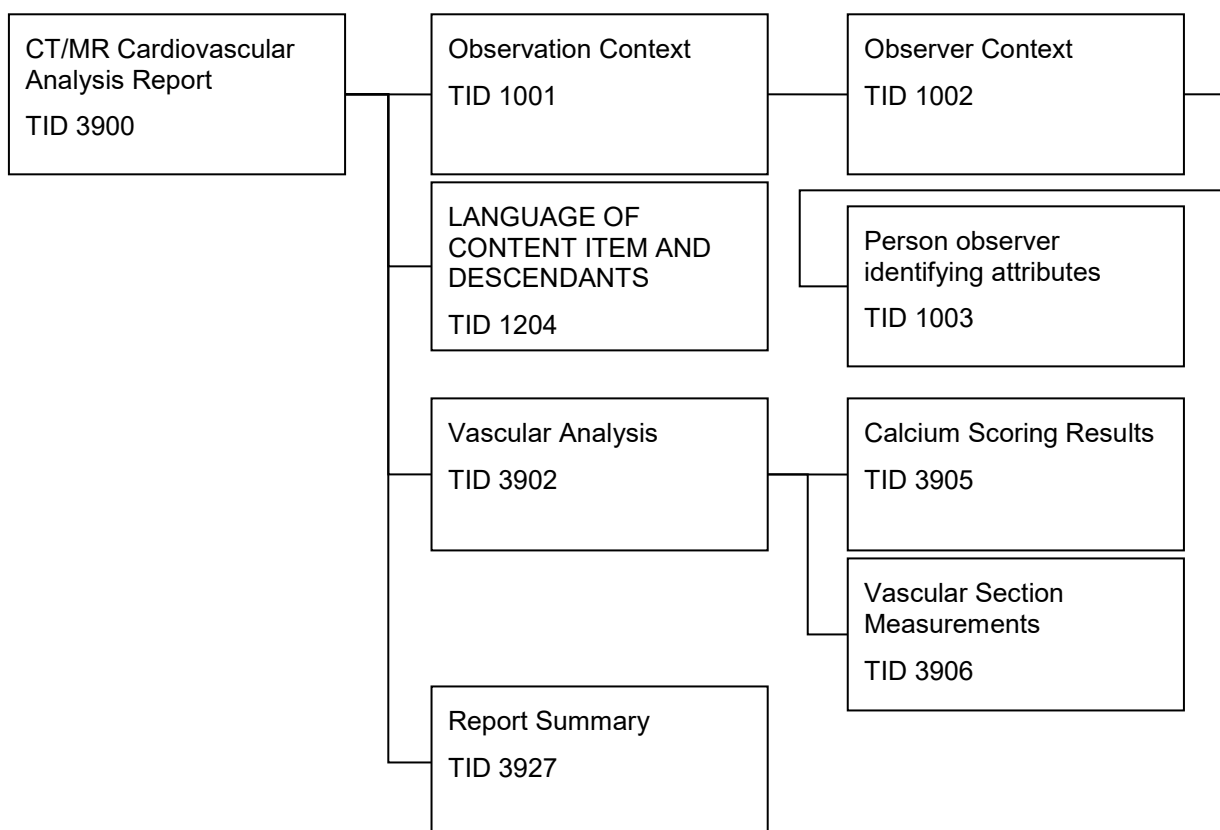 CT/MR Cardiovascular
Analysis Report
TID 3900
Observation Context
TID 1001
Observer Context
TID 1002
LANGUAGE OF
CONTENT ITEM AND
DESCENDANTS
TID 1204
Person observer
identifying attributes
TID 1003
Vascular Analysis
TID 3902
Calcium Scoring Results
TID 3905
Vascular Section
Measurements
TID 3906
Report Summary
TID 3927